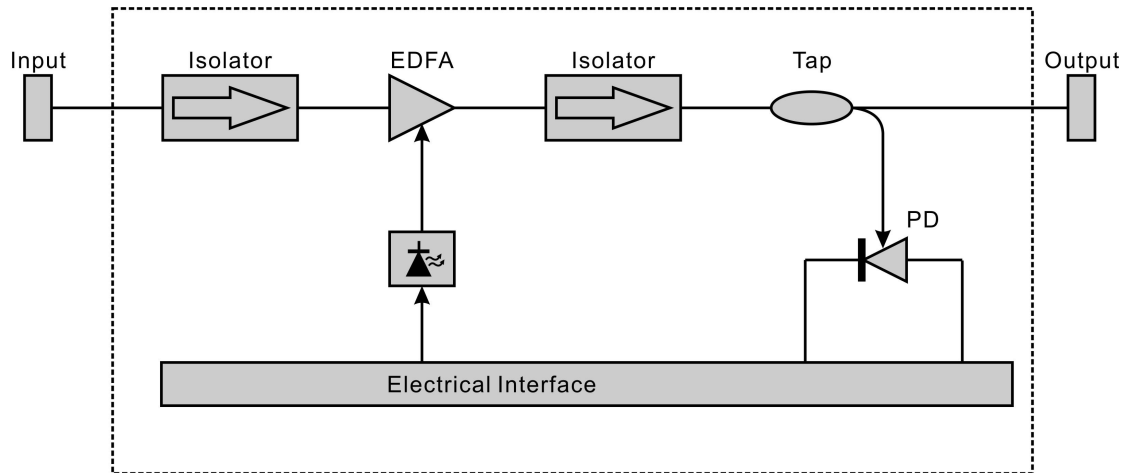 Input
Isolator
EDFA
Isolator
Tap
Output
PD
Electrical Interface